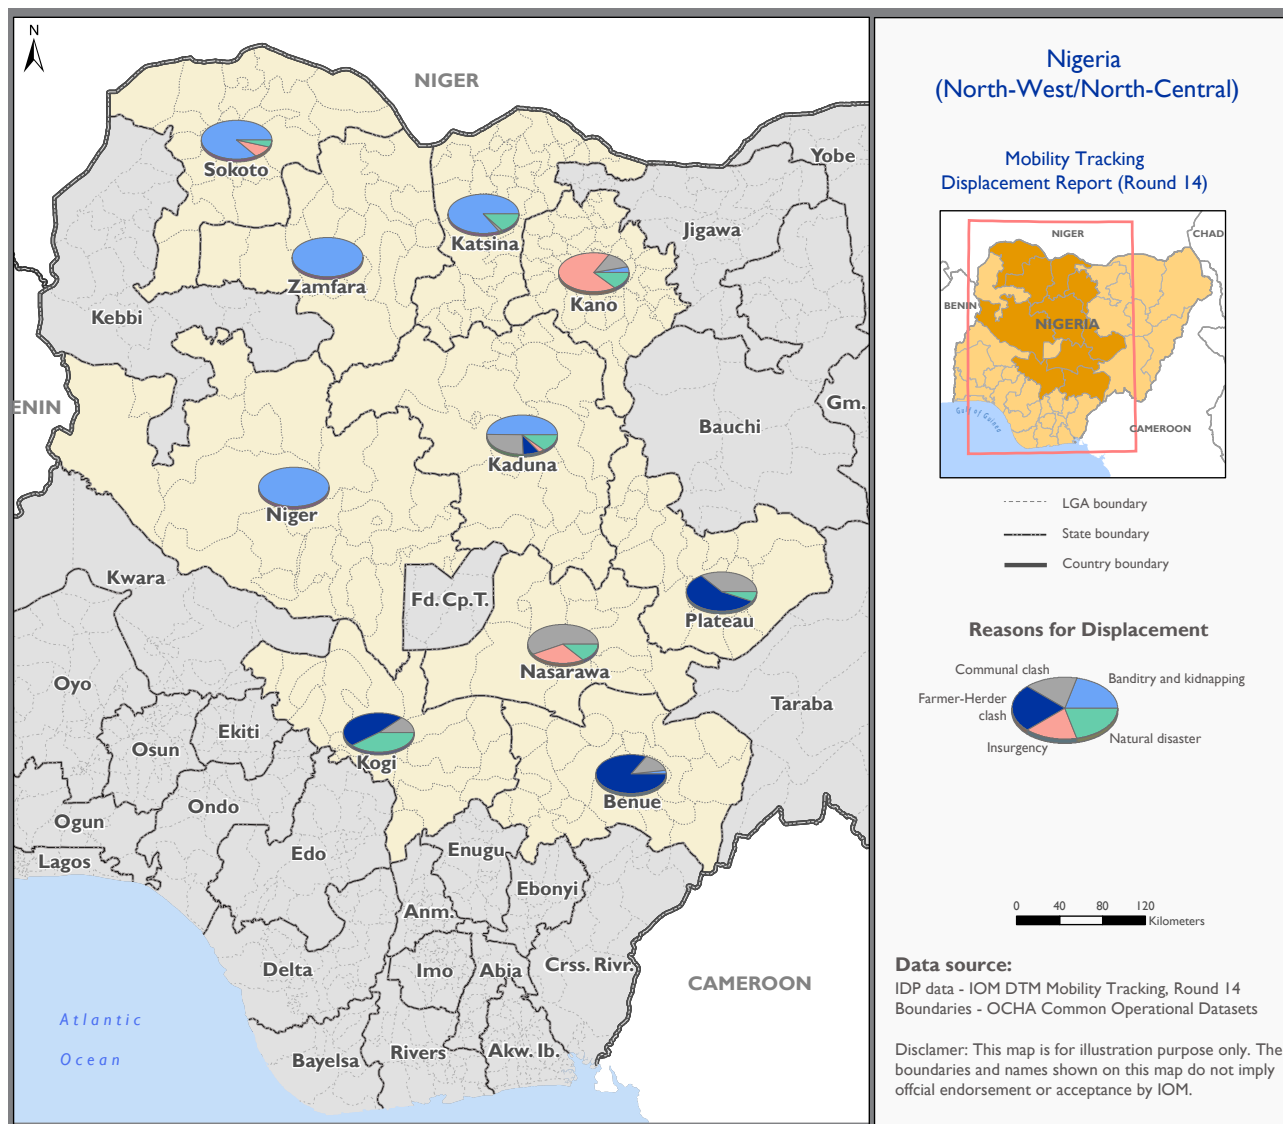 N
NIGER
Yobe
Sokoto
Katsina
Jigawa
Zamfara
Kano
Kebbi
Gm.
ENIN
Bauchi
Kaduna
Niger
Kwara
Fd. Cp.T.
Plateau
Nasarawa
Oyo
Taraba
Ekiti
Osun
Kogi
Benue
Ondo
Ogun
Edo
Enugu
Lagos
Ebonyi
Anm.
Delta
Imo
Abia
Crss. Rivr.
CAMEROON
Atlantic
Ocean
Bayelsa
Rivers
Akw. Ib.
Nigeria
(North-West/North-Central)
Mobility Tracking
Displacement Report (Round 14)
NIGER
CHAD
BENIN
NIGERIA
Gulf of Guinea
CAMEROON
LGA boundary
State boundary
Country boundary
Reasons for Displacement
Communal clash
Banditry and kidnapping
Farmer-Herder
clash
Insurgency
Natural disaster
0 40 80 120
Kilometers
Data source:
IDP data - IOM DTM Mobility Tracking, Round 14
Boundaries - OCHA Common Operational Datasets
Disclamer: This map is for illustration purpose only. The
boundaries and names shown on this map do not imply
offcial endorsement or acceptance by IOM.